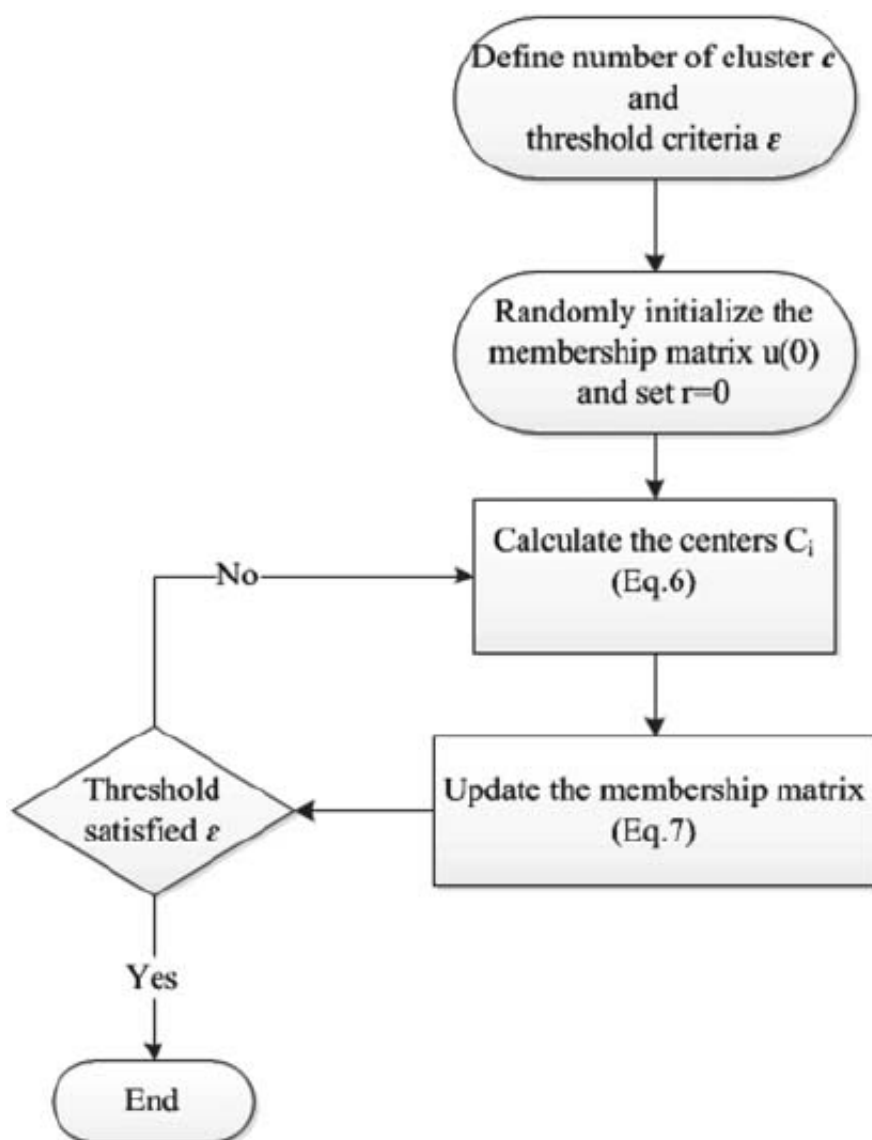 Define number of cluster c
and
threshold criteria ε
Randomly initialize the
membership matrix u(0)
and set r=0
Calculate the centers Cᵢ
(Eq.6)
No
Update the membership matrix
(Eq.7)
Threshold
satisfied ε
Yes
End